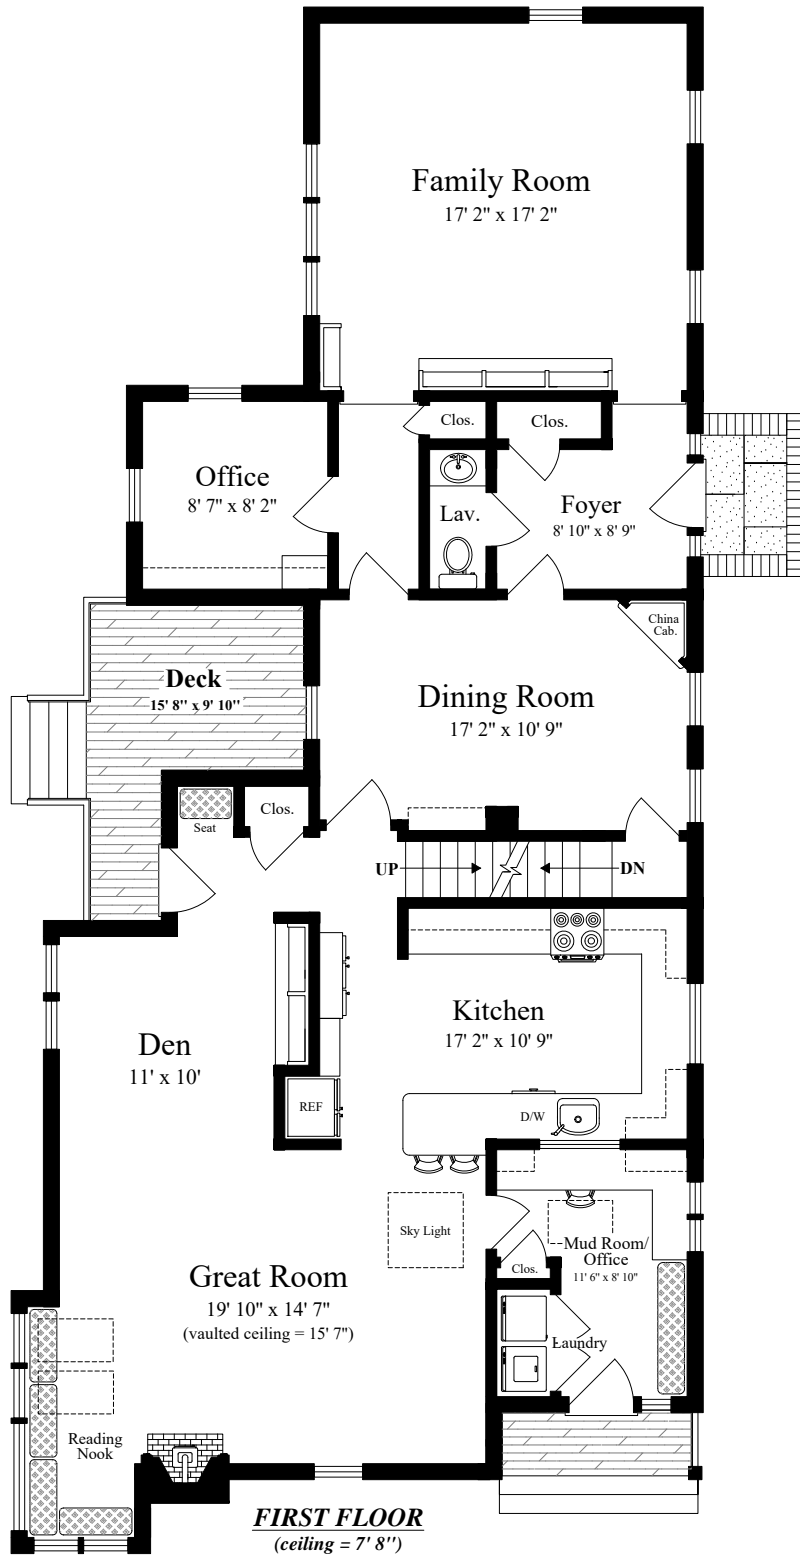 Family Room
17' 2" x 17' 2"
Clos.
Clos.
Office
8' 7" x 8' 2"
Lav.
Foyer
8' 10" x 8' 9"
China
Cab.
Deck
15' 8" x 9' 10"
Dining Room
17' 2" x 10' 9"
Seat
Clos.
UP
DN
Kitchen
17' 2" x 10' 9"
Den
11' x 10'
REF
D/W
Sky Light
Mud Room/
Office
11' 6" x 8' 10"
Clos.
Great Room
19' 10" x 14' 7"
(vaulted ceiling = 15' 7")
Laundry
Reading
Nook
FIRST FLOOR
(ceiling = 7' 8")